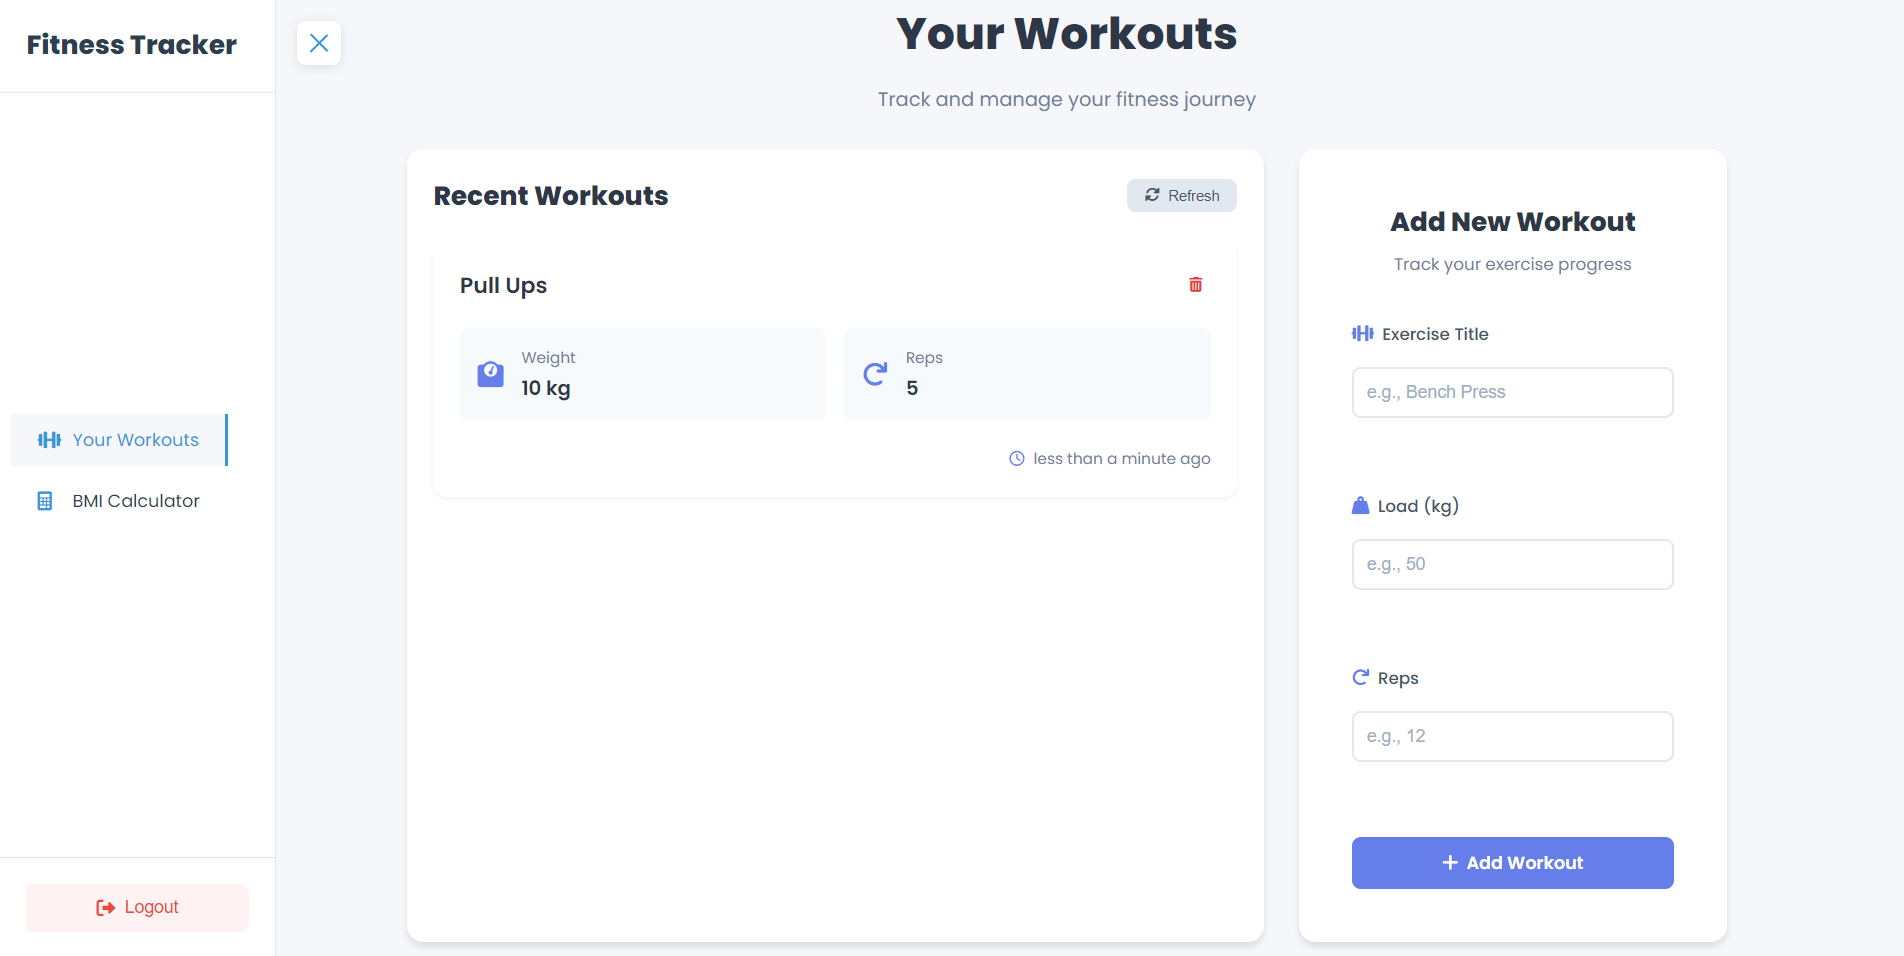 Fitness Tracker
Your Workouts
BMI Calculator
Logout
Your Workouts
Track and manage your fitness journey
Recent Workouts
Refresh
Pull Ups
Weight
10 kg
Reps
5
less than a minute ago
Add New Workout
Track your exercise progress
Exercise Title
e.g., Bench Press
Load (kg)
e.g., 50
Reps
e.g., 12
Add Workout